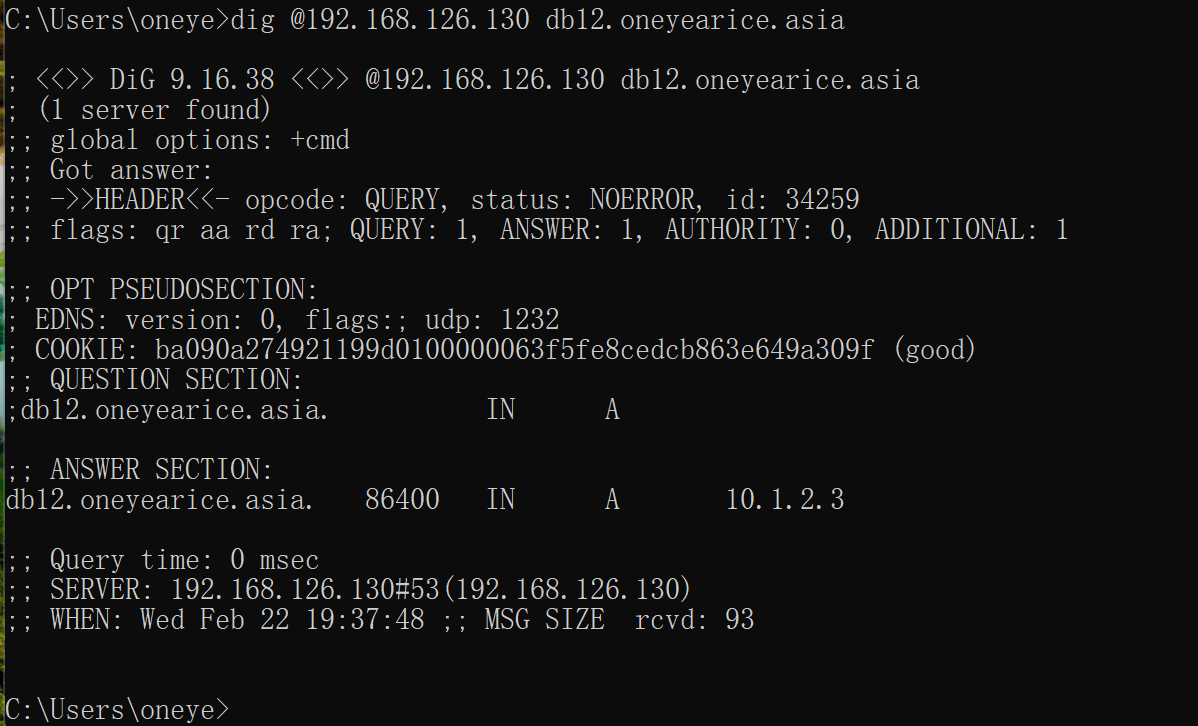 C:\Users\oneye>dig @192.168.126.130 db12.oneyearice.asia
; <<>> DiG 9.16.38 <<>> @192.168.126.130 db12.oneyearice.asia
; (1 server found)
;; global options: +cmd
;; Got answer:
;; ->>HEADER<<- opcode: QUERY, status: NOERROR, id: 34259
;; flags: qr aa rd ra; QUERY: 1, ANSWER: 1, AUTHORITY: 0, ADDITIONAL: 1
;; OPT PSEUDOSECTION:
; EDNS: version: 0, flags:; udp: 1232
; COOKIE: ba090a274921199d0100000063f5fe8cedcb863e649a309f (good)
;; QUESTION SECTION:
;db12.oneyearice.asia. IN A
;; ANSWER SECTION:
db12.oneyearice.asia. 86400 IN A 10.1.2.3
;; Query time: 0 msec
;; SERVER: 192.168.126.130#53(192.168.126.130)
;; WHEN: Wed Feb 22 19:37:48 ;; MSG SIZE rcvd: 93
C:\Users\oneye>